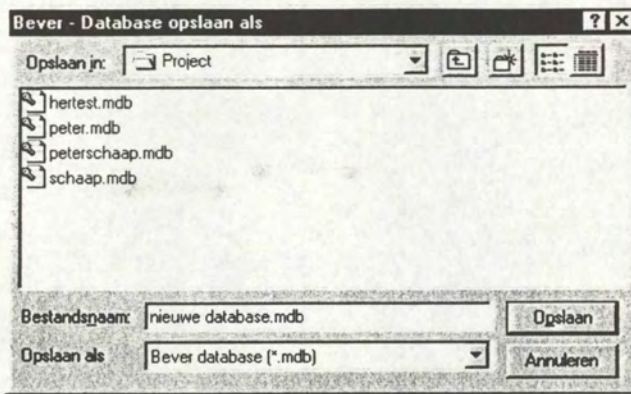 Bever - Database opslaan als
Opslaan in: Project
hertest.mdb
peter.mdb
peterschaap.mdb
schaap.mdb
Bestandsnaam: nieuwe database.mdb Opslaan
Opslaan als Bever database (*.mdb) Annuleren